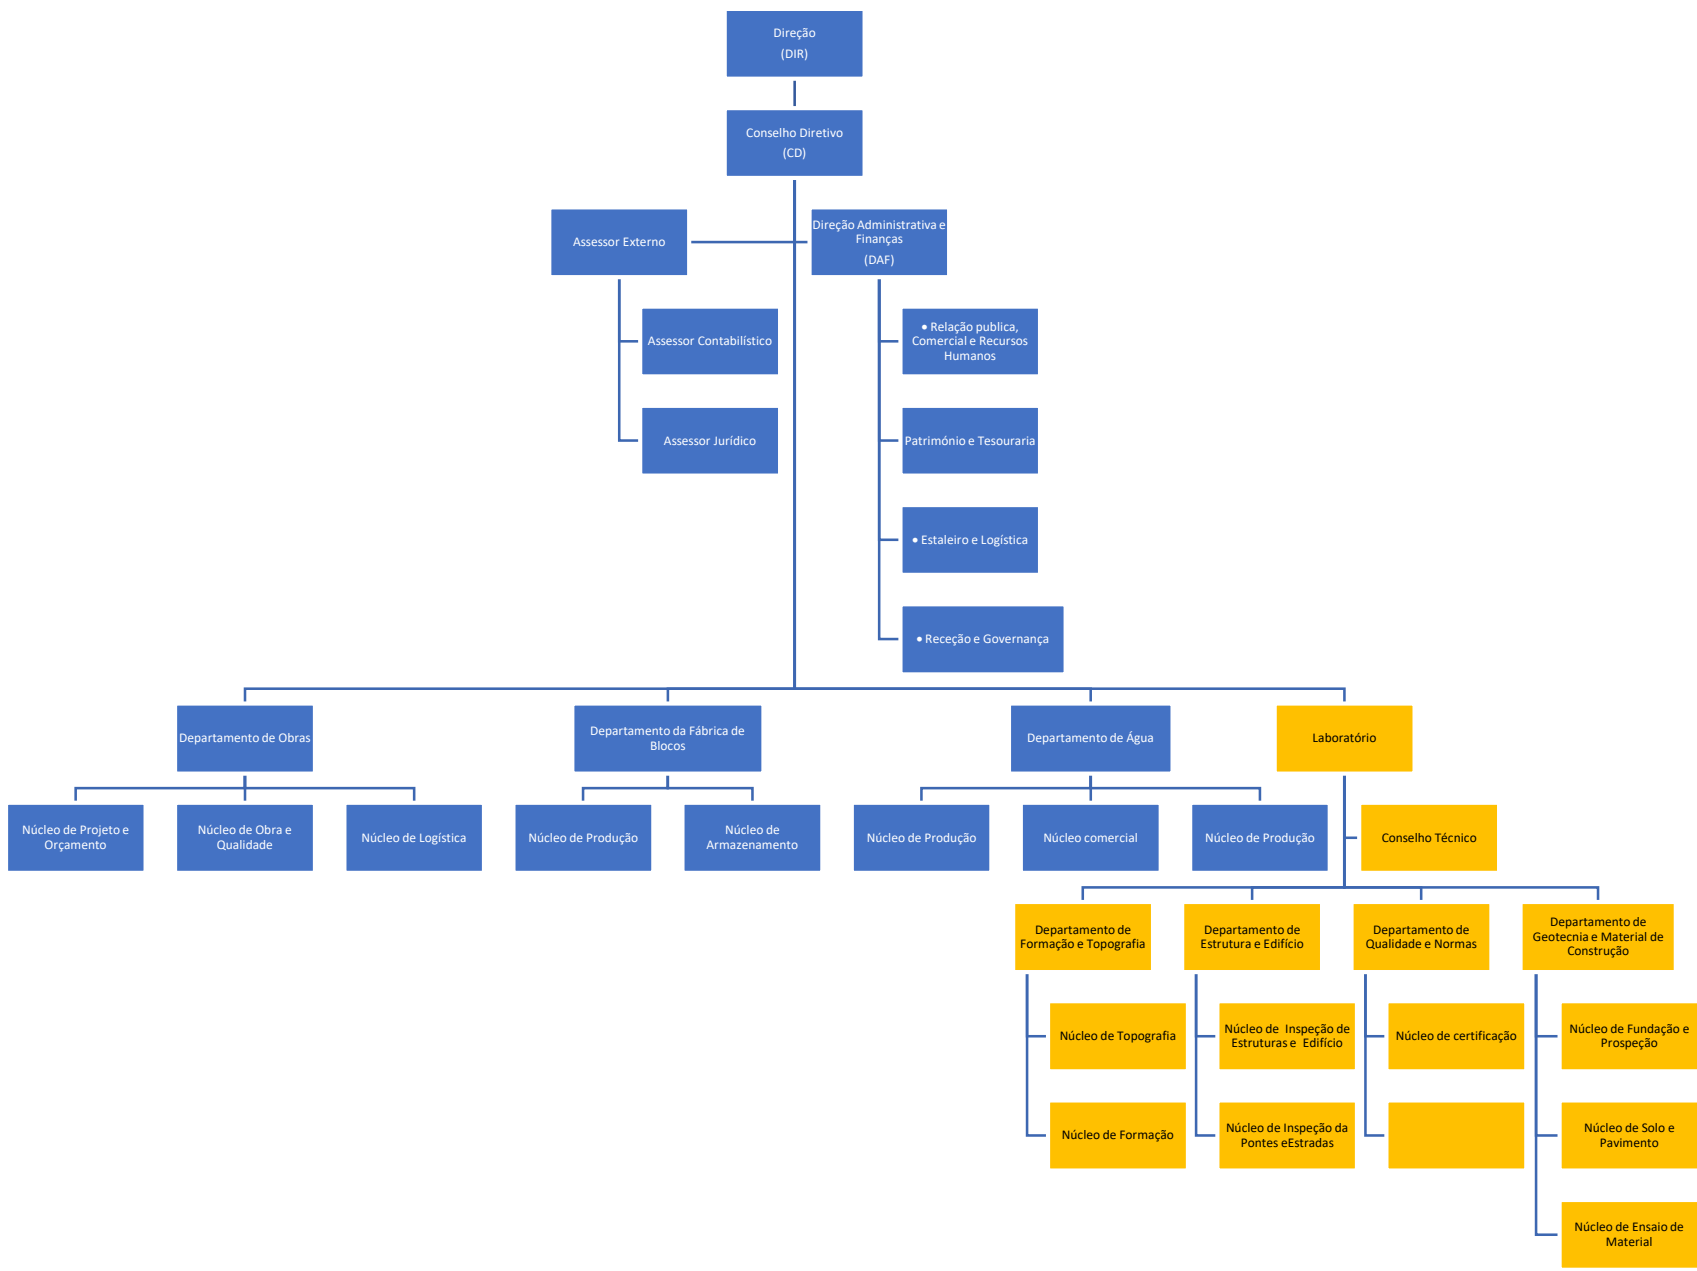 Direção
(DIR)
Conselho Diretivo
(CD)
Assessor Externo
Direção Administrativa e
Finanças
(DAF)
Assessor Contabilístico
• Relação publica,
Comercial e Recursos
Humanos
Assessor Jurídico
Património e Tesouraria
• Estaleiro e Logística
• Receção e Governança
Departamento de Obras
Departamento da Fábrica de
Blocos
Departamento de Água
Laboratório
Núcleo de Projeto e
Orçamento
Núcleo de Obra e
Qualidade
Núcleo de Logística
Núcleo de Produção
Núcleo de
Armazenamento
Núcleo de Produção
Núcleo comercial
Núcleo de Produção
Conselho Técnico
Departamento de
Formação e Topografia
Departamento de
Estrutura e Edifício
Departamento de
Qualidade e Normas
Departamento de
Geotecnia e Material de
Construção
Núcleo de Topografia
Núcleo de  Inspeção de
Estruturas e  Edifício
Núcleo de certificação
Núcleo de Fundação e
Prospeção
Núcleo de Formação
Núcleo de Inspeção da
Pontes eEstradas
Núcleo de Solo e
Pavimento
Núcleo de Ensaio de
Material